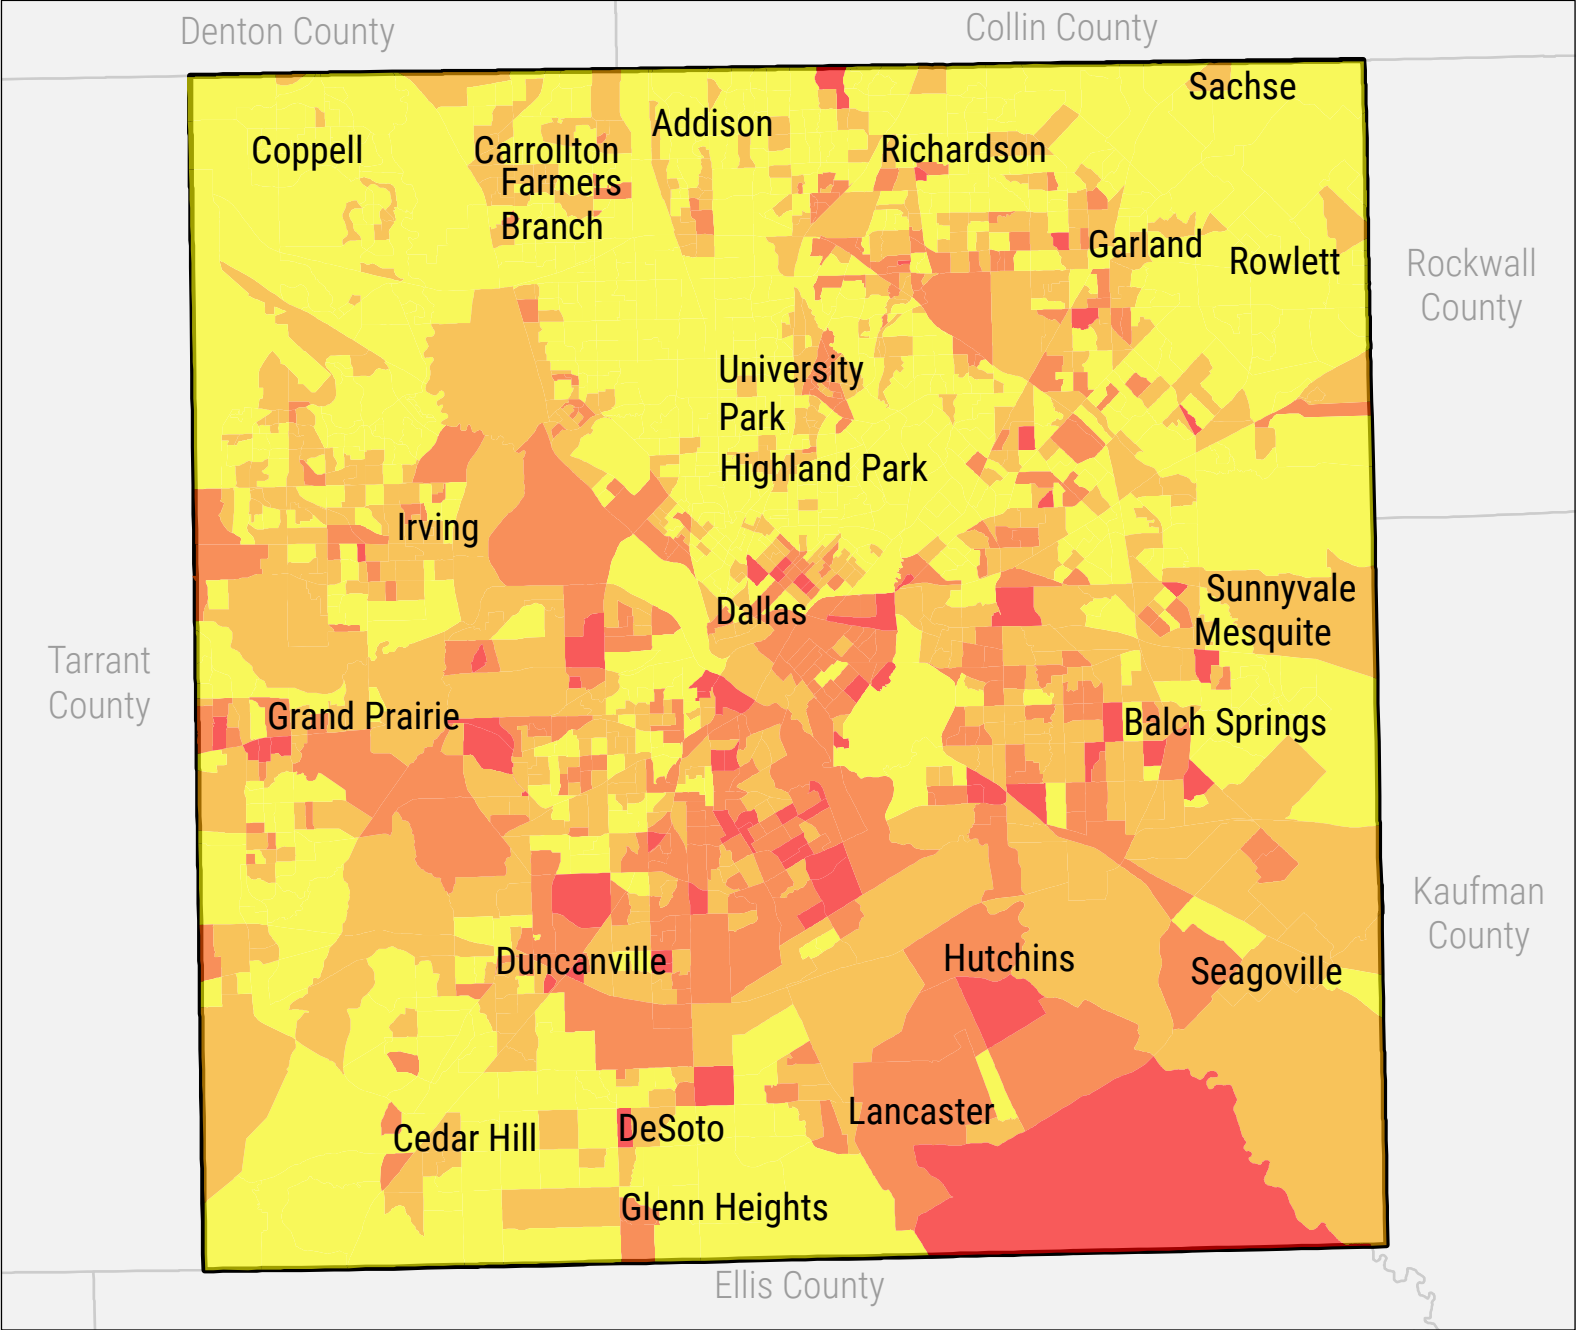 Denton County
Collin County
Sachse
Addison
Coppell
Carrollton
Richardson
Farmers
Branch
Garland
Rowlett
Rockwall
County
University
Park
Highland Park
Irving
Sunnyvale
Dallas
Mesquite
Tarrant
County
Grand Prairie
Balch Springs
Kaufman
County
Duncanville
Hutchins
Seagoville
Lancaster
Cedar Hill
DeSoto
Glenn Heights
Ellis County